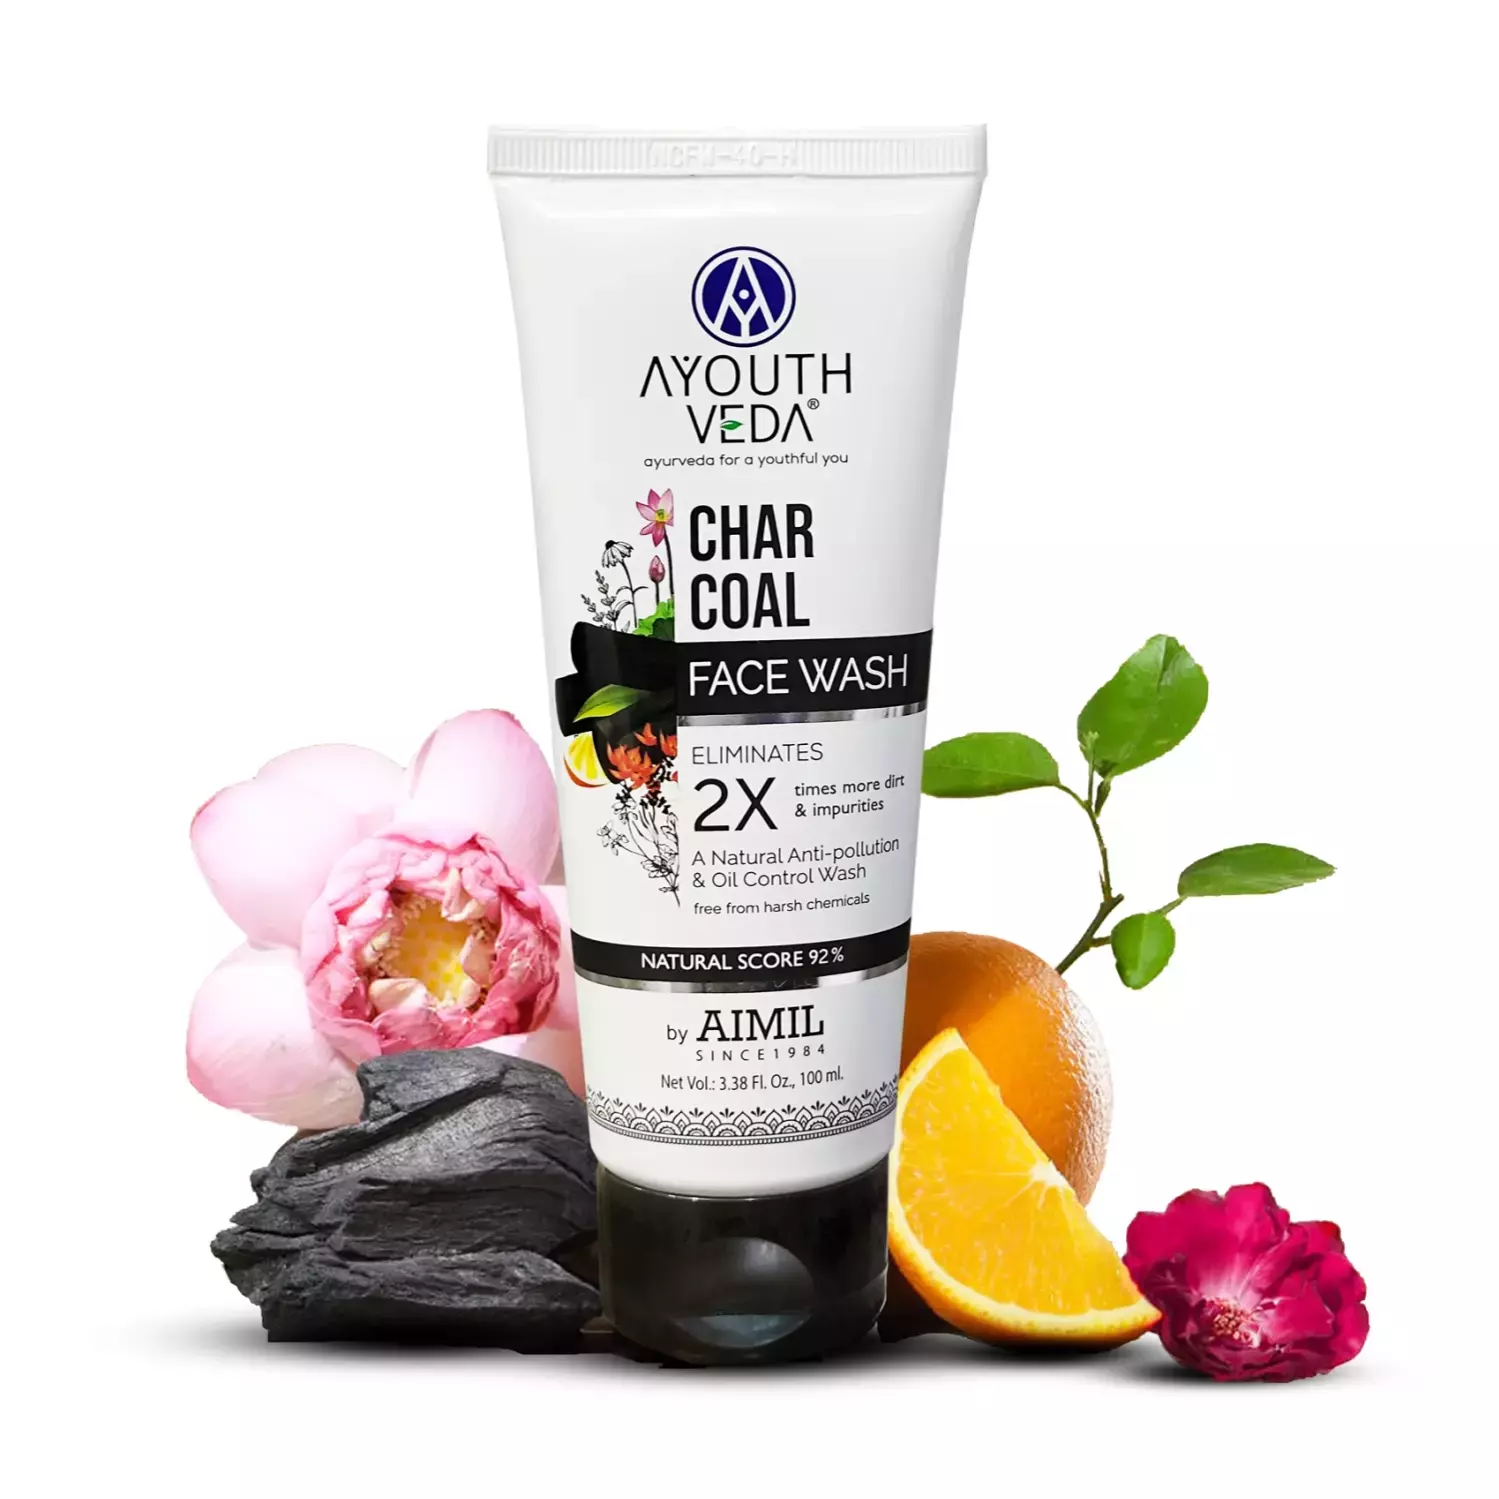 NCFM-40-H
AYOUTH
VEDA®
ayurveda for a youthful you
CHAR
COAL
FACE WASH
ELIMINATES
2X times more dirt
& impurities
A Natural Anti-pollution
& Oil Control Wash
free from harsh chemicals
NATURAL SCORE 92%
by AIMIL
SINCE1984
Net Vol.: 3.38 Fl. Oz., 100 ml.